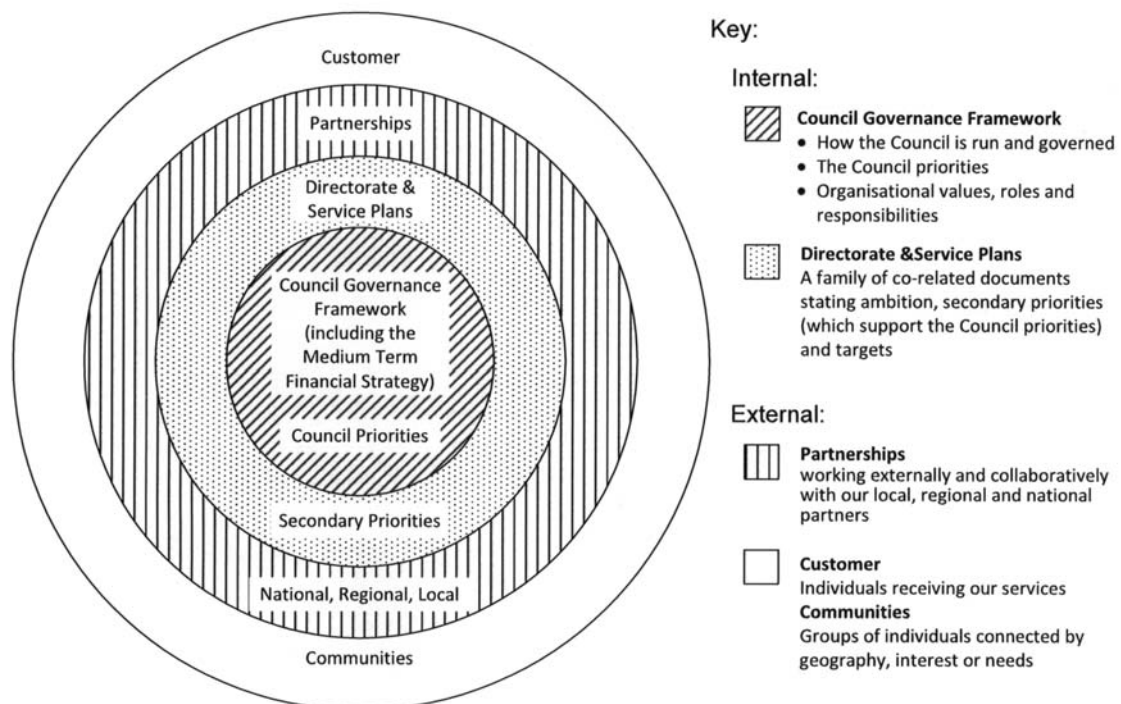 Customer
Partnerships
Directorate &
Service Plans
Council Governance
Framework
(including the
Medium Term
Financial Strategy)
Council Priorities
Secondary Priorities
National, Regional, Local
Communities
Key:
Internal:
Council Governance Framework
• How the Council is run and governed
• The Council priorities
• Organisational values, roles and
responsibilities
Directorate &Service Plans
A family of co-related documents
stating ambition, secondary priorities
(which support the Council priorities)
and targets
External:
Partnerships
working externally and collaboratively
with our local, regional and national
partners
Customer
Individuals receiving our services
Communities
Groups of individuals connected by
geography, interest or needs